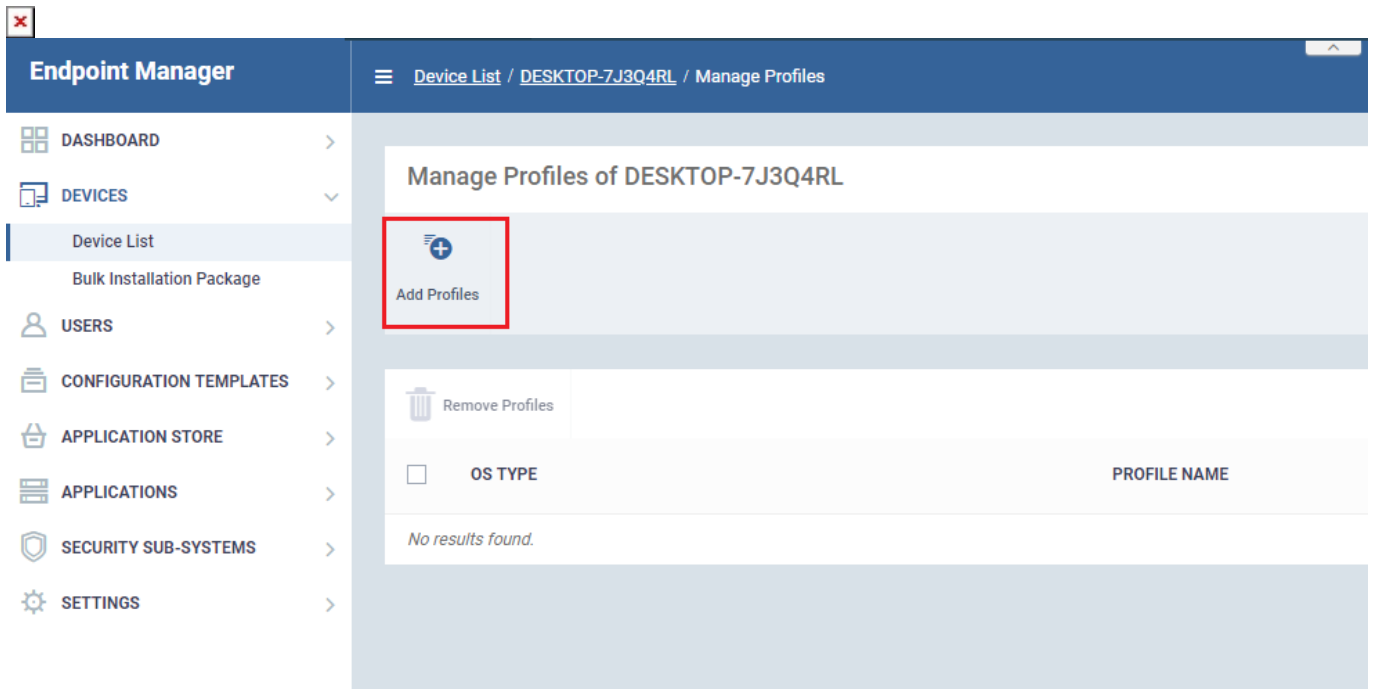 Endpoint Manager
Device List / DESKTOP-7J3Q4RL / Manage Profiles
DASHBOARD
DEVICES
Device List
Bulk Installation Package
USERS
CONFIGURATION TEMPLATES
APPLICATION STORE
APPLICATIONS
SECURITY SUB-SYSTEMS
SETTINGS
Manage Profiles of DESKTOP-7J3Q4RL
Add Profiles
Remove Profiles
OS TYPE PROFILE NAME
No results found.